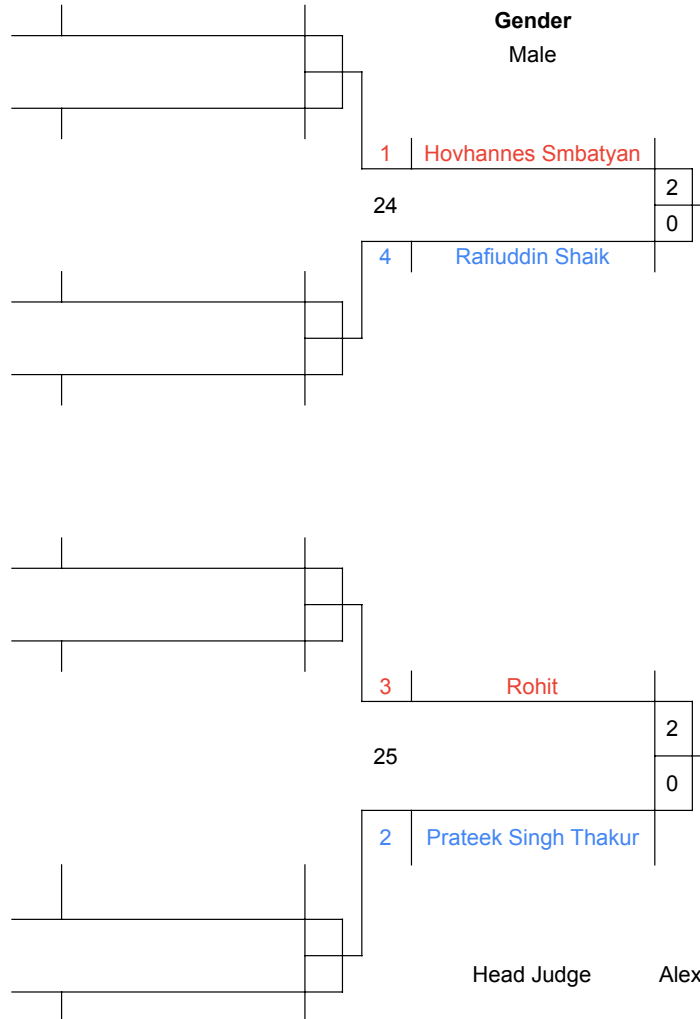 Gender
Male
1 Hovhannes Smbatyan
2
24
0
4 Rafiuddin Shaik
3 Rohit
2
25
0
2 Prateek Singh Thakur
Head Judge Alex